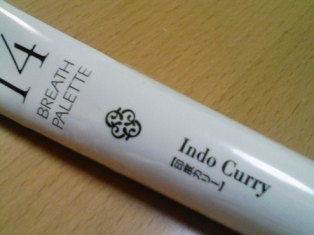 14
BREATH
PALETTE
Indo Curry
【印度カリー】